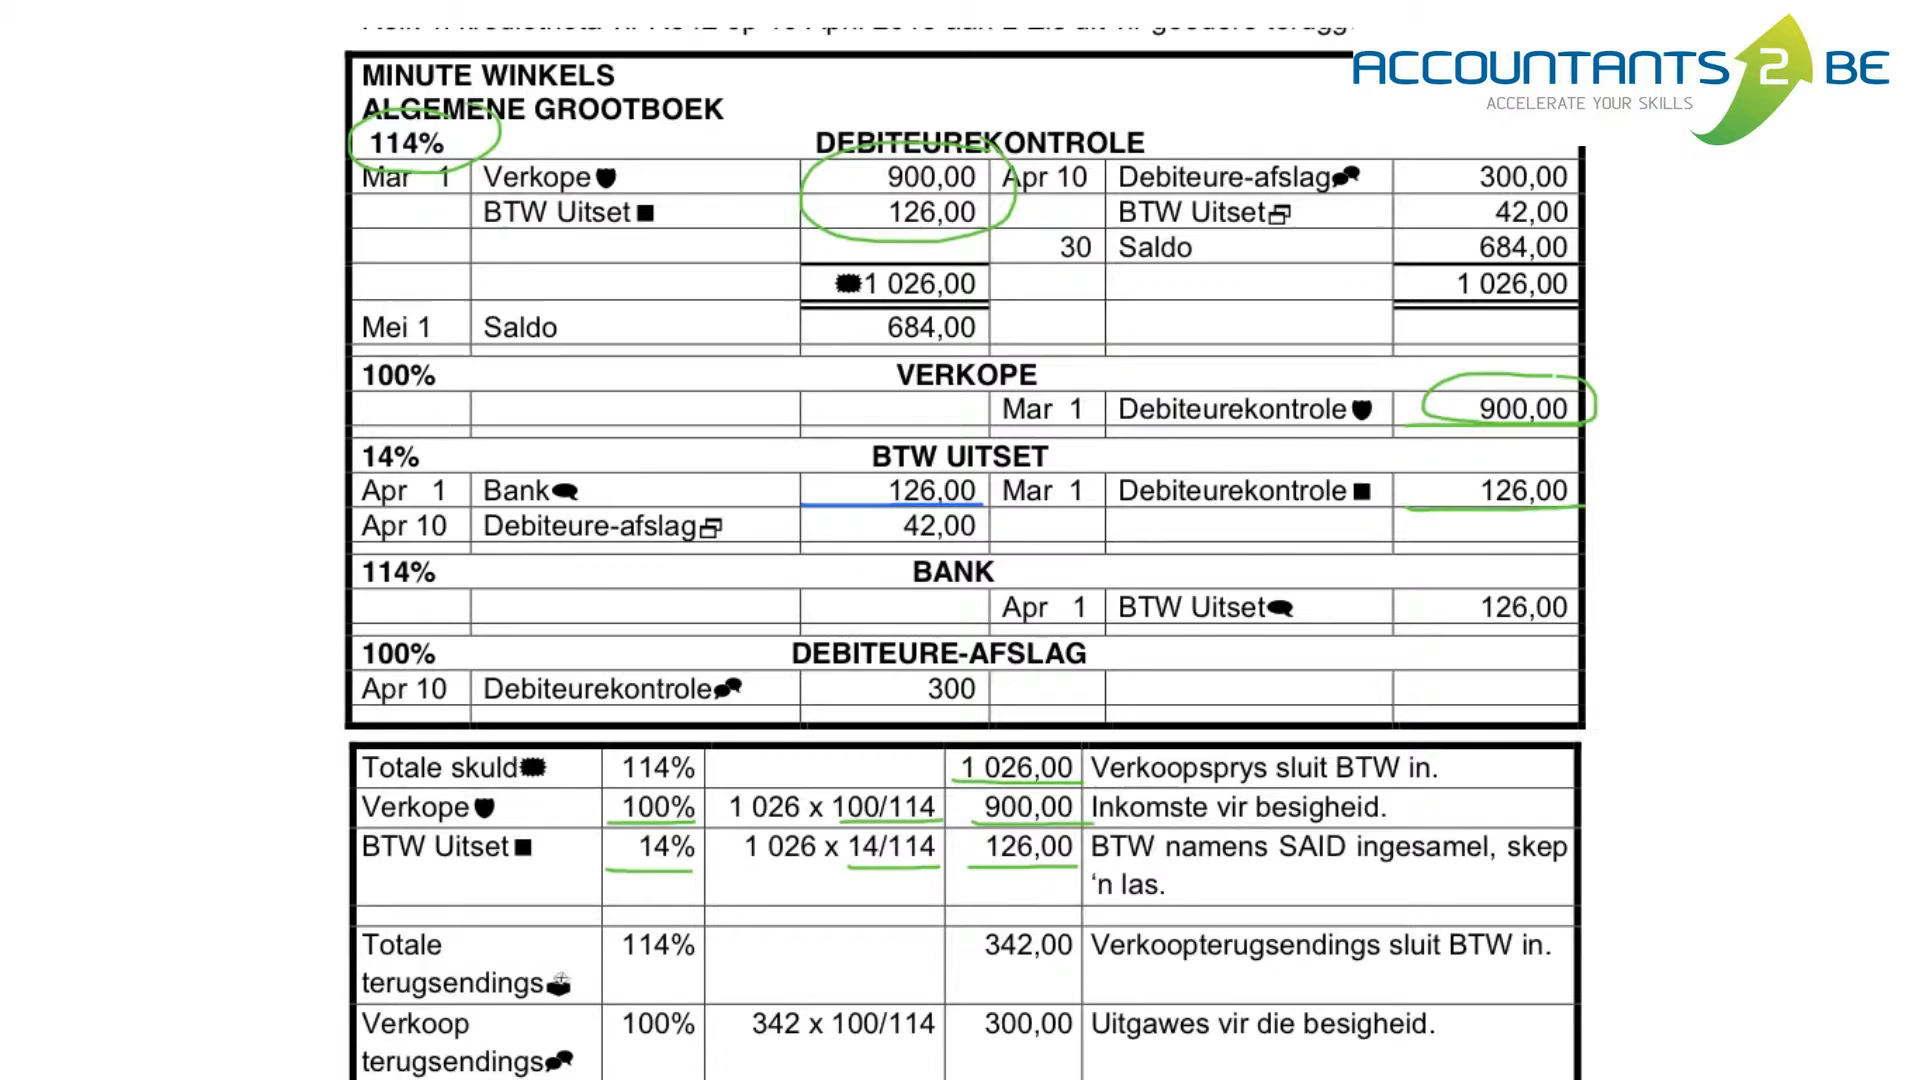 ACCOUNTANTS 2 BE
ACCELERATE YOUR SKILLS
MINUTE WINKELS
ALGEMENE GROOTBOEK
114% DEBITEUREKONTROLE
Mar 1 Verkope 900,00 Apr 10 Debiteure-afslag 300,00
BTW Uitset 126,00 BTW Uitset 42,00
30 Saldo 684,00
1 026,00 1 026,00
Mei 1 Saldo 684,00
100% VERKOPE
Mar 1 Debiteurekontrole 900,00
14% BTW UITSET
Apr 1 Bank 126,00 Mar 1 Debiteurekontrole 126,00
Apr 10 Debiteure-afslag 42,00
114% BANK
Apr 1 BTW Uitset 126,00
100% DEBITEURE-AFSLAG
Apr 10 Debiteurekontrole 300
Totale skuld 114% 1 026,00 Verkoopsprys sluit BTW in.
Verkope 100% 1 026 x 100/114 900,00 Inkomste vir besigheid.
BTW Uitset 14% 1 026 x 14/114 126,00 BTW namens SAID ingesamel, skep
‘n las.
Totale 114% 342,00 Verkoopterugsendings sluit BTW in.
terugsendings
Verkoop 100% 342 x 100/114 300,00 Uitgawes vir die besigheid.
terugsendings